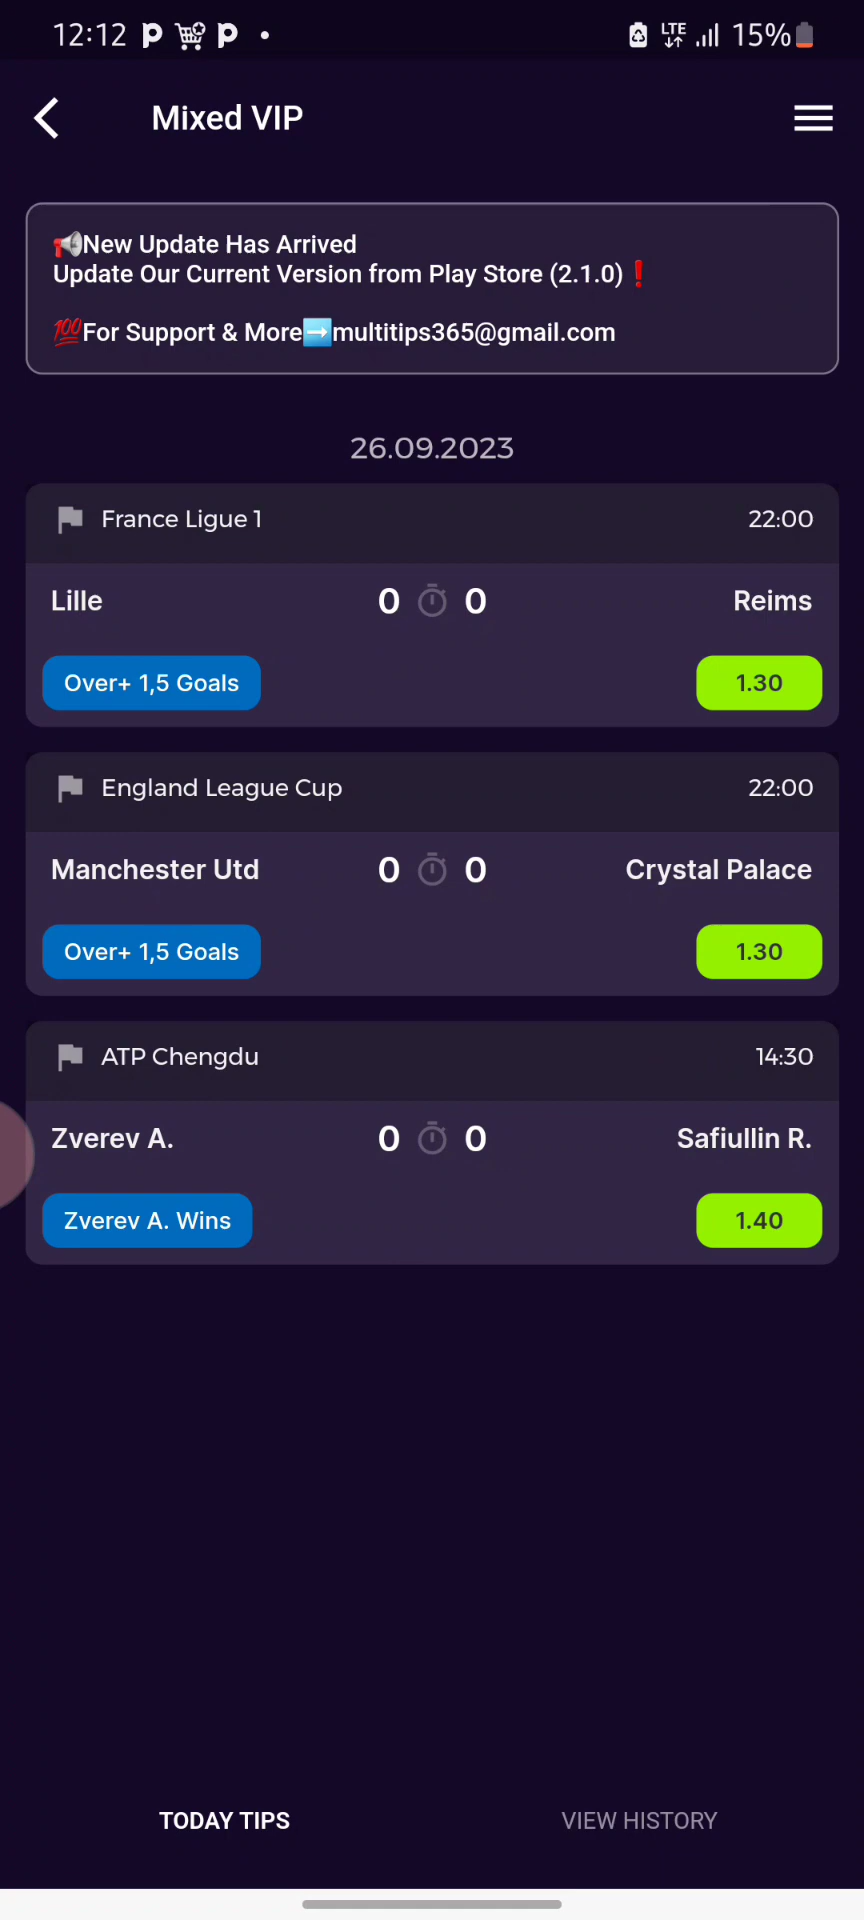 12:12 LTE 15%
Mixed VIP
📢New Update Has Arrived
Update Our Current Version from Play Store (2.1.0)❗
💯For Support & More➡️multitips365@gmail.com
26.09.2023
France Ligue 1 22:00
Lille 0 0 Reims
Over+ 1,5 Goals 1.30
England League Cup 22:00
Manchester Utd 0 0 Crystal Palace
Over+ 1,5 Goals 1.30
ATP Chengdu 14:30
Zverev A. 0 0 Safiullin R.
Zverev A. Wins 1.40
TODAY TIPS VIEW HISTORY